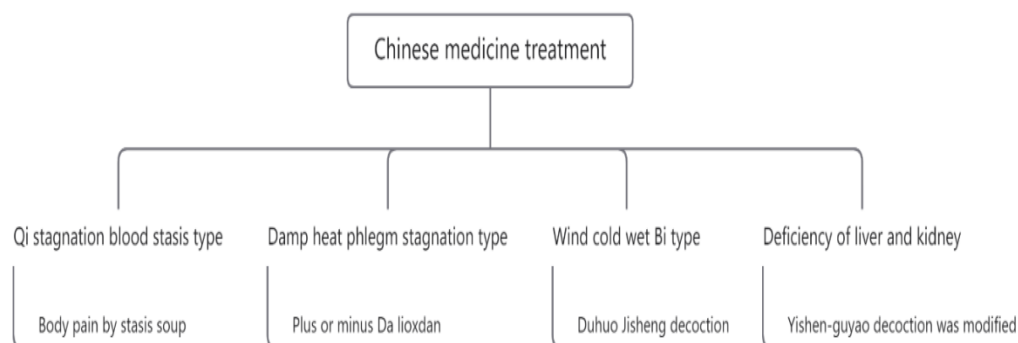 Chinese medicine treatment
Qi stagnation blood stasis type
Damp heat phlegm stagnation type
Wind cold wet Bi type
Deficiency of liver and kidney
Body pain by stasis soup
Plus or minus Da lioxdan
Duhuo Jisheng decoction
Yishen-guyao decoction was modified